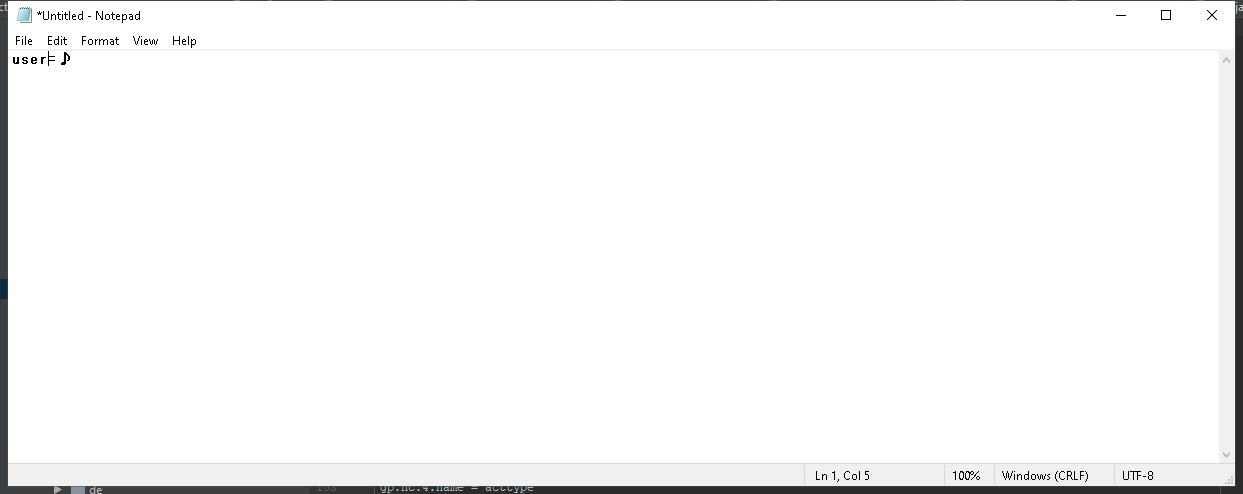 *Untitled - Notepad
File Edit Format View Help
user= ♪
Ln 1, Col 5 100% Windows (CRLF) UTF-8
de
gp.nc.4.name = acttype